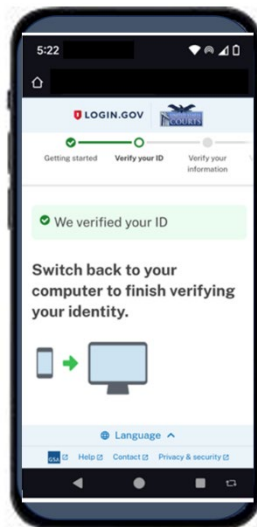 5:22
LOGIN.GOV
COURTS
Getting started
Verify your ID
Verify your
information
We verified your ID
Switch back to your
computer to finish verifying
your identity.
Language
GSA Help Contact Privacy & security